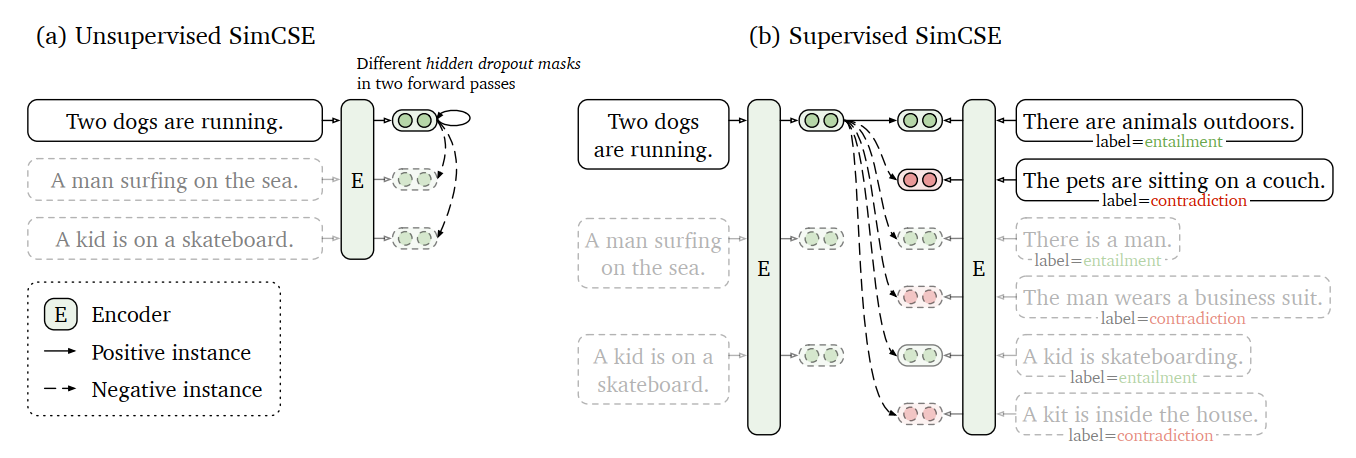 (a) Unsupervised SimCSE
Different hidden dropout masks
in two forward passes
Two dogs are running.
A man surfing on the sea.
A kid is on a skateboard.
E
E Encoder
Positive instance
Negative instance
(b) Supervised SimCSE
Two dogs
are running.
A man surfing
on the sea.
A kid is on a
skateboard.
E
E
There are animals outdoors.
label=entailment
The pets are sitting on a couch.
label=contradiction
There is a man.
label=entailment
The man wears a business suit.
label=contradiction
A kid is skateboarding.
label=entailment
A kit is inside the house.
label=contradiction